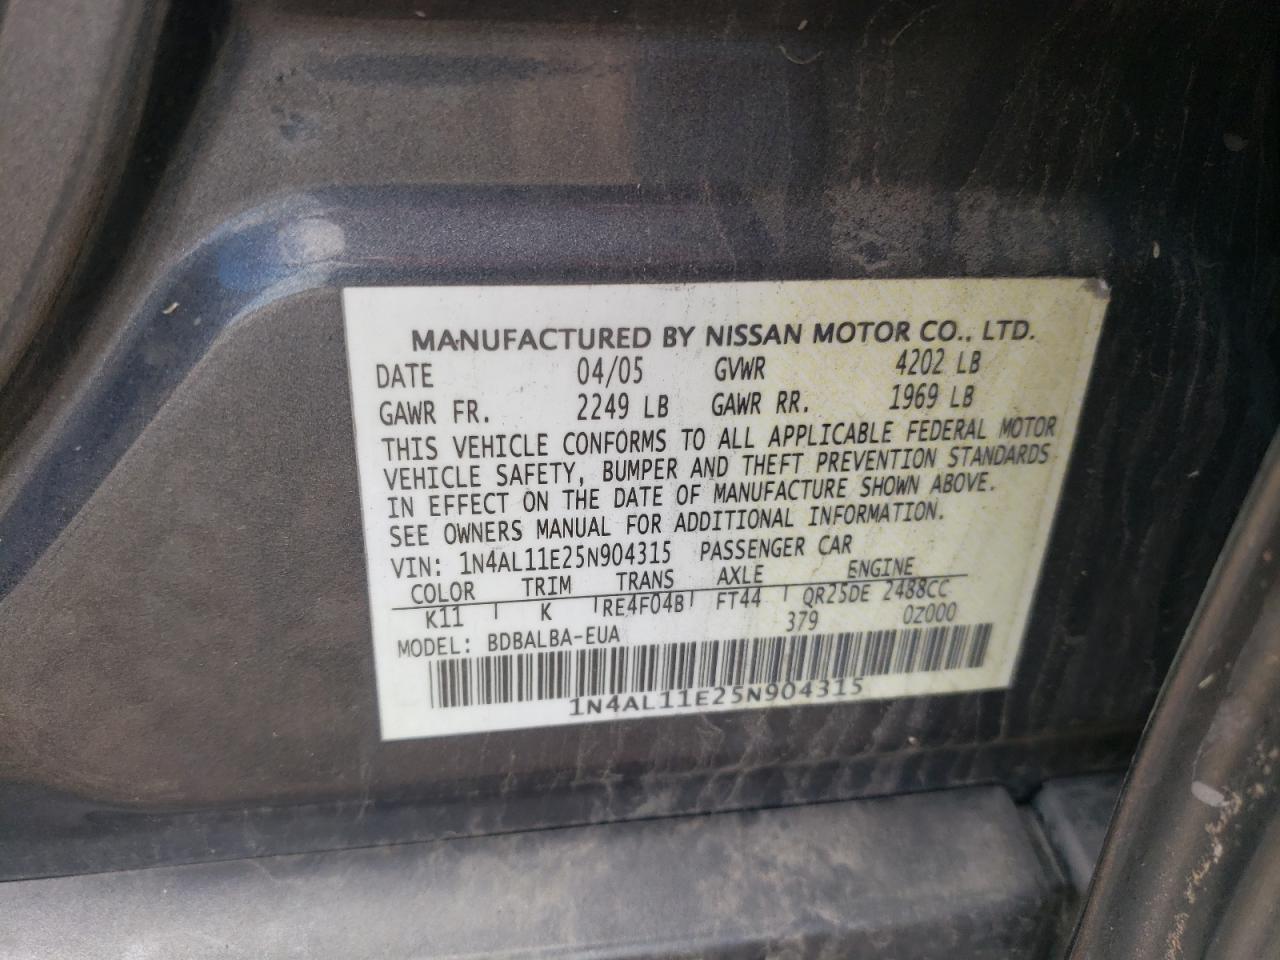 MANUFACTURED BY NISSAN MOTOR CO., LTD.
DATE 04/05 GVWR 4202 LB
GAWR FR. 2249 LB GAWR RR. 1969 LB
THIS VEHICLE CONFORMS TO ALL APPLICABLE FEDERAL MOTOR
VEHICLE SAFETY, BUMPER AND THEFT PREVENTION STANDARDS
IN EFFECT ON THE DATE OF MANUFACTURE SHOWN ABOVE.
SEE OWNERS MANUAL FOR ADDITIONAL INFORMATION.
VIN: 1N4AL11E25N904315 PASSENGER CAR
COLOR TRIM TRANS AXLE ENGINE
K11 K RE4F04B FT44 QR25DE 2488CC
379 0Z000
MODEL: BDBALBA-EUA
1N4AL11E25N904315